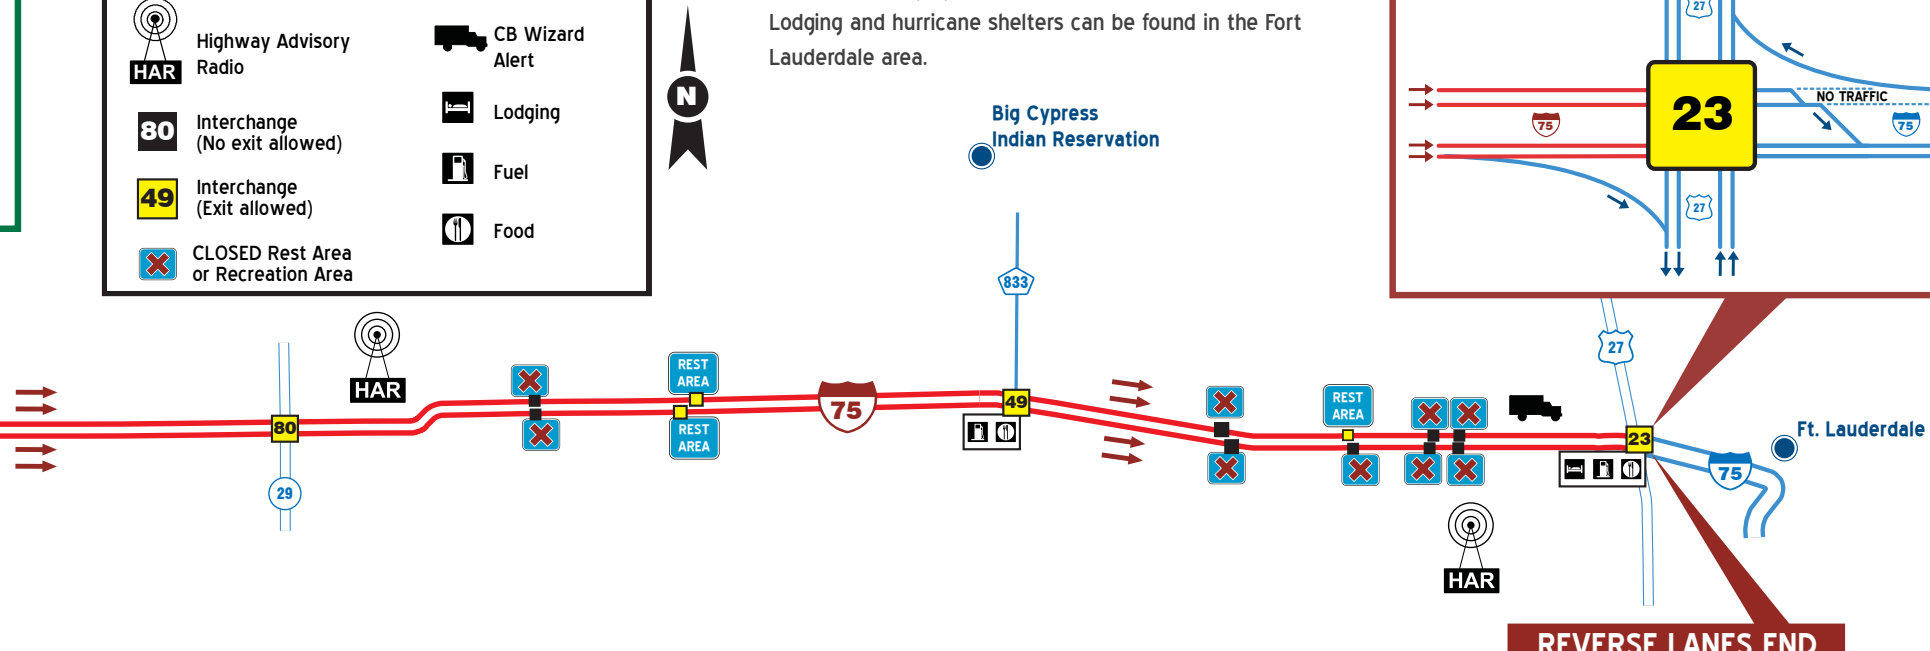 HAR
Highway Advisory
Radio
80
Interchange
(No exit allowed)
49
Interchange
(Exit allowed)
CLOSED Rest Area
or Recreation Area
CB Wizard
Alert
Lodging
Fuel
Food
N
Lodging and hurricane shelters can be found in the Fort
Lauderdale area.
Big Cypress
Indian Reservation
27
23
NO TRAFFIC
75
75
27
833
27
HAR
REST
AREA
75
49
REST
AREA
80
REST
AREA
23
Ft. Lauderdale
75
29
HAR
REVERSE LANES END